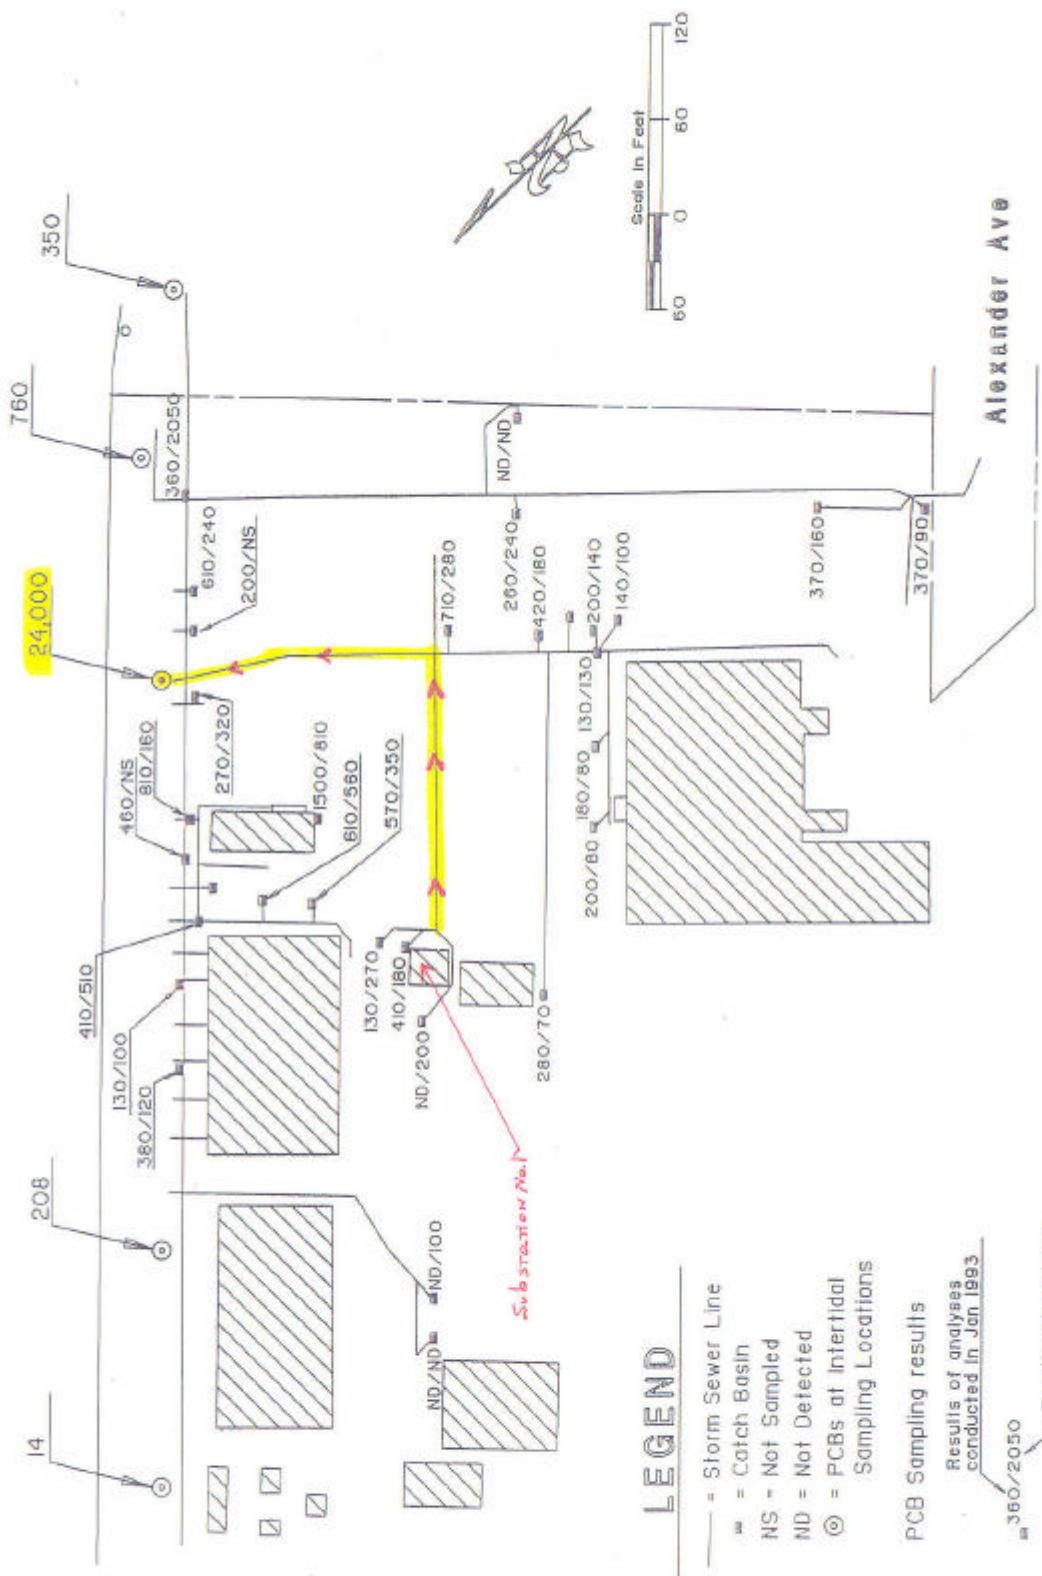 14
208
24,000
760
350
380/120
130/100
410/510
460/NS
810/160
270/320
200/NS
610/240
360/2050
1500/810
610/560
570/350
130/270
410/180
ND/200
710/280
260/240
ND/ND
420/180
280/70
200/140
140/100
130/130
180/80
200/80
370/160
370/90
ND/ND
ND/100
Substation No.1
Scale In Feet
60
0
60
120
Alexander Ave
LEGEND
= Storm Sewer Line
= Catch Basin
NS = Not Sampled
ND = Not Detected
= PCBs at Intertidal
Sampling Locations
PCB Sampling results
Results of analyses
conducted in Jan 1993
360/2050